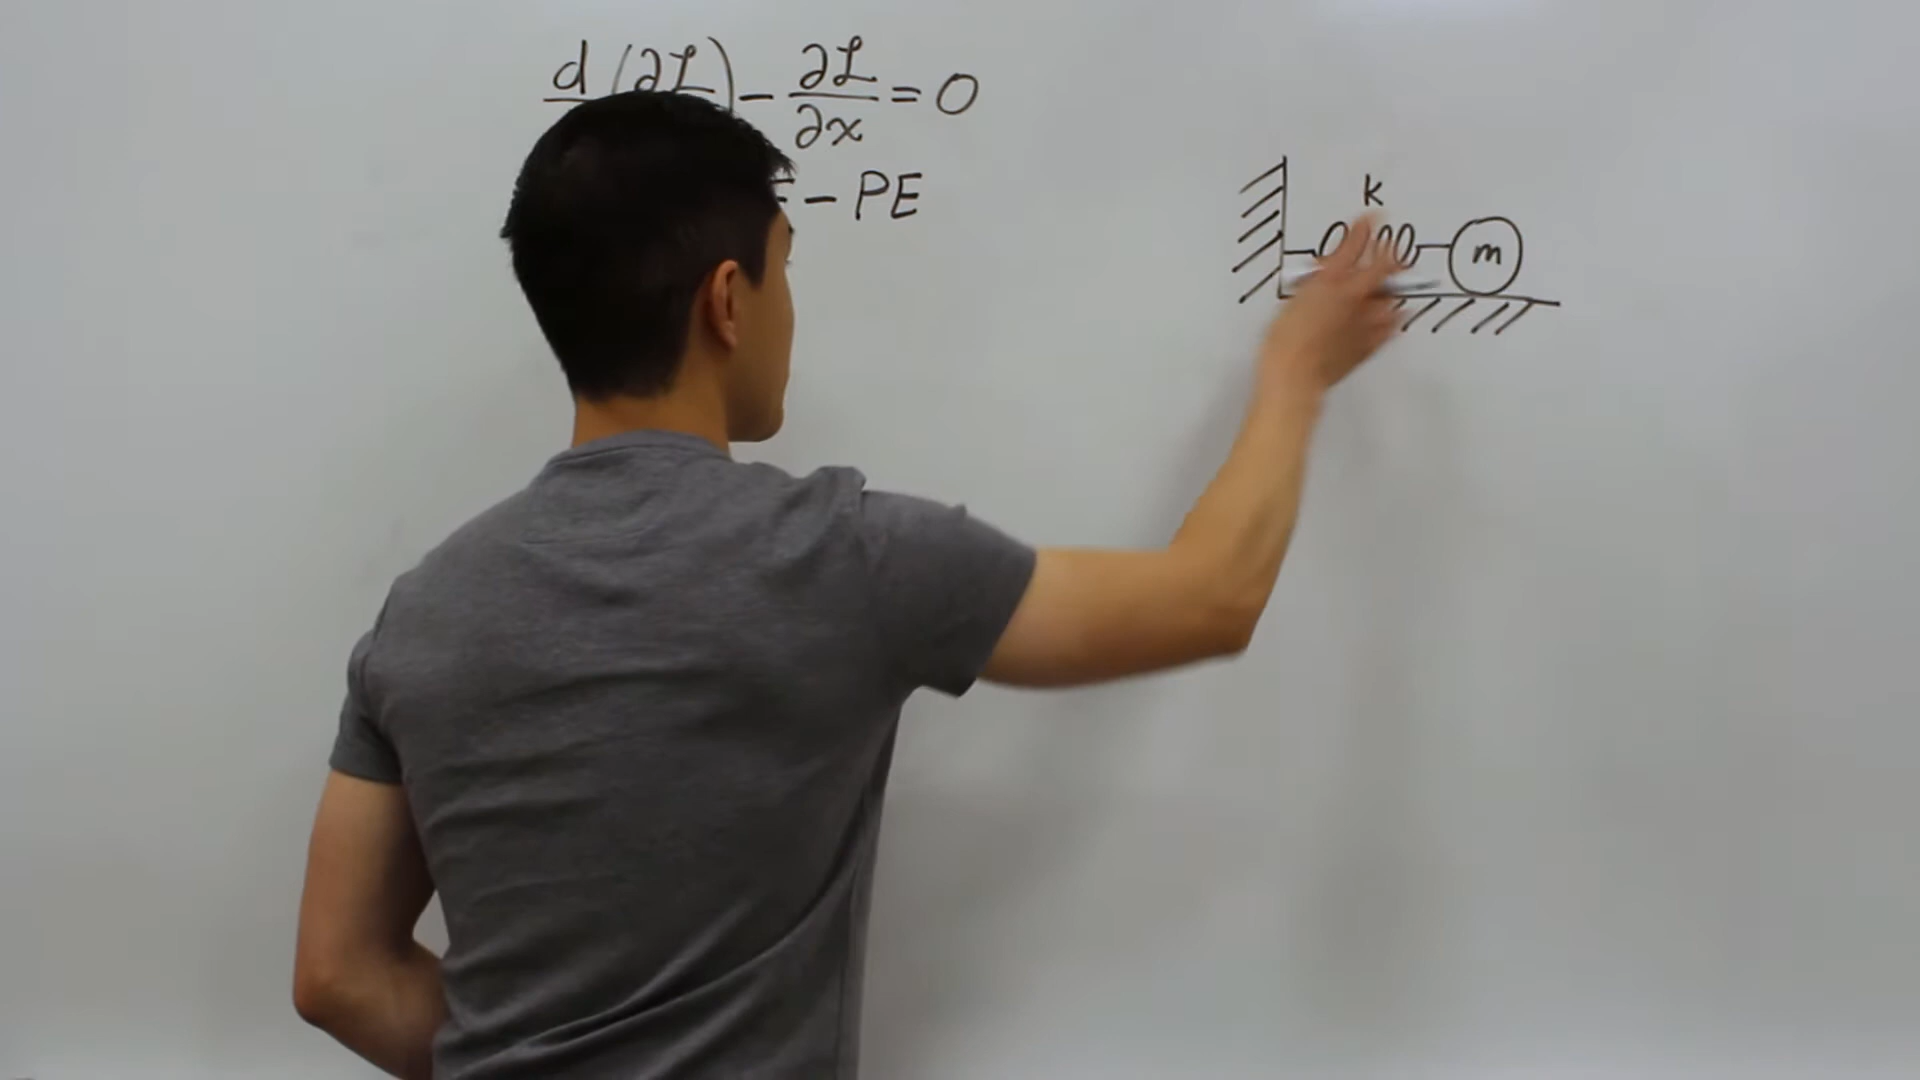 d (∂ℒ) - ∂ℒ/∂x = 0
- PE
k
m